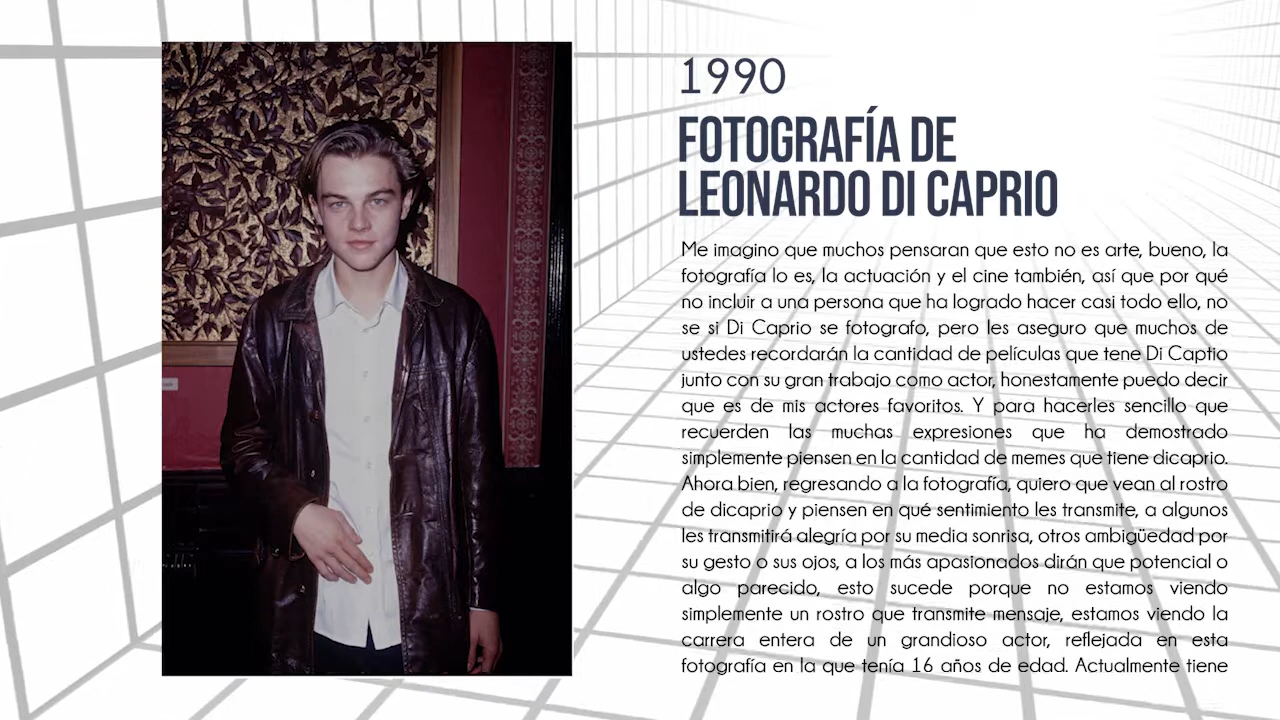 1990
FOTOGRAFÍA DE
LEONARDO DI CAPRIO
Me imagino que muchos pensaran que esto no es arte, bueno, la
fotografía lo es, la actuación y el cine también, así que por qué
no incluir a una persona que ha logrado hacer casi todo ello, no
se si Di Caprio se fotografo, pero les aseguro que muchos de
ustedes recordarán la cantidad de películas que tene Di Captio
junto con su gran trabajo como actor, honestamente puedo decir
que es de mis actores favoritos. Y para hacerles sencillo que
recuerden las muchas expresiones que ha demostrado
simplemente piensen en la cantidad de memes que tiene dicaprio.
Ahora bien, regresando a la fotografía, quiero que vean al rostro
de dicaprio y piensen en qué sentimiento les transmite, a algunos
les transmitirá alegría por su media sonrisa, otros ambigüedad por
su gesto o sus ojos, a los más apasionados dirán que potencial o
algo parecido, esto sucede porque no estamos viendo
simplemente un rostro que transmite mensaje, estamos viendo la
carrera entera de un grandioso actor, reflejada en esta
fotografía en la que tenía 16 años de edad. Actualmente tiene